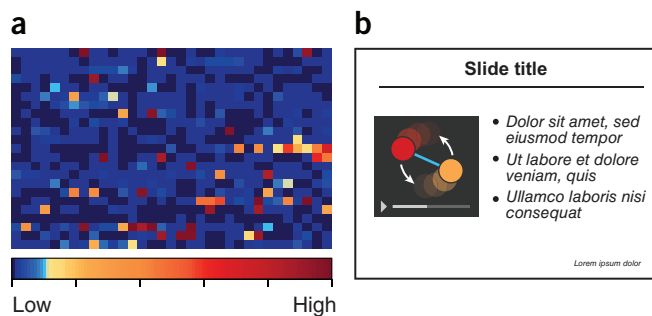 a
b
Slide title
• Dolor sit amet, sed
eiusmod tempor
• Ut labore et dolore
veniam, quis
• Ullamco laboris nisi
consequat
Lorem ipsum dolor
Low
High